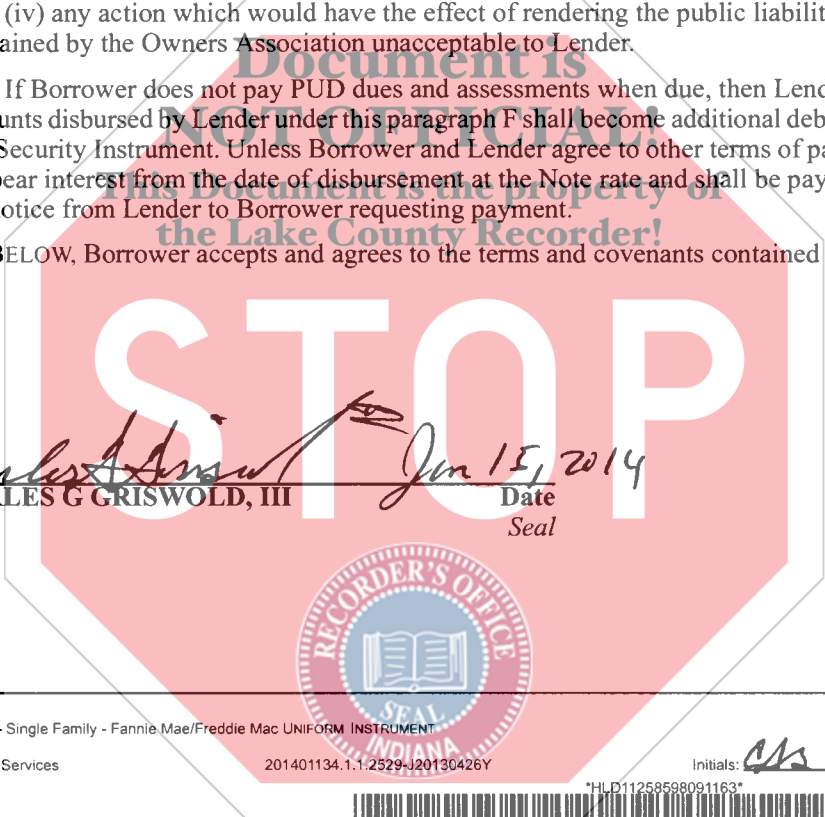 (iv) any action which would have the effect of rendering the public liabilit
ained by the Owners Association unacceptable to Lender.
Document is
If Borrower does not pay PUD dues and assessments when due, then Lend
NOT OFFICIAL!
unts disbursed by Lender under this paragraph F shall become additional deb
Security Instrument. Unless Borrower and Lender agree to other terms of pa
bear interest from the date of disbursement at the Note rate and shall be pay
This Document is the property of
otice from Lender to Borrower requesting payment.
the Lake County Recorder!
BELOW, Borrower accepts and agrees to the terms and covenants contained
STOP
Jan 15, 2014
LES G GRISWOLD, III Date
Seal
RECORDER'S OFFICE
SEAL
INDIANA
- Single Family - Fannie Mae/Freddie Mac UNIFORM INSTRUMENT
Services 201401134.1.1.2529-J20130426Y Initials:
*HLD11258598091163*